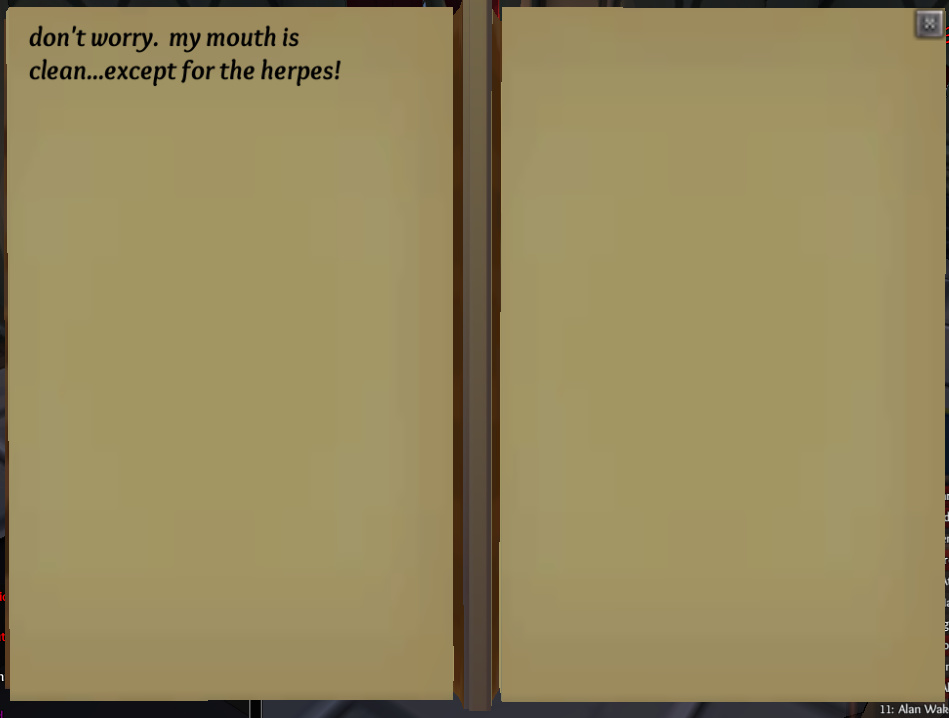 don't worry.  my mouth is
clean...except for the herpes!
11: Alan Wak